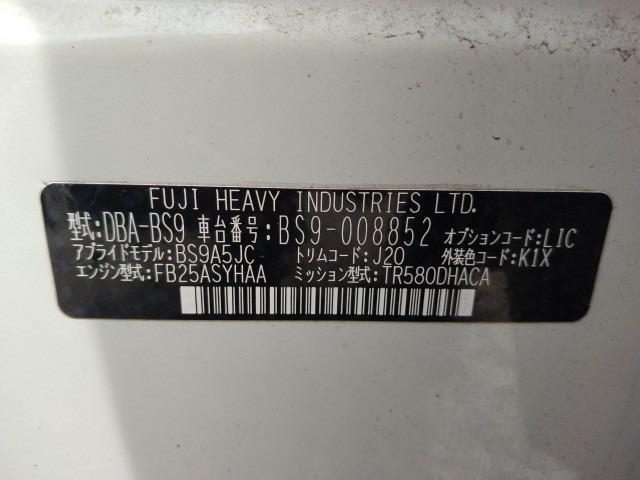 FUJI HEAVY INDUSTRIES LTD.
型式:DBA-BS9 車台番号:BS9-008852 オプションコード:LIC
アプライドモデル:BS9A5JC トリムコード:J20 外装色コード:K1X
エンジン型式:FB25ASYHAA ミッション型式:TR580DHACA